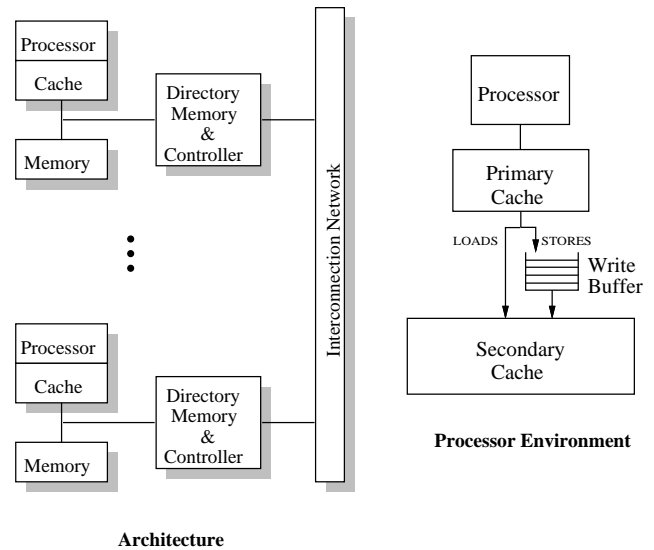 Processor
Cache
Memory
Directory
Memory
&
Controller
Processor
Cache
Memory
Directory
Memory
&
Controller
Interconnection Network
Architecture
Processor
Primary
Cache
LOADS
STORES
Write
Buffer
Secondary
Cache
Processor Environment